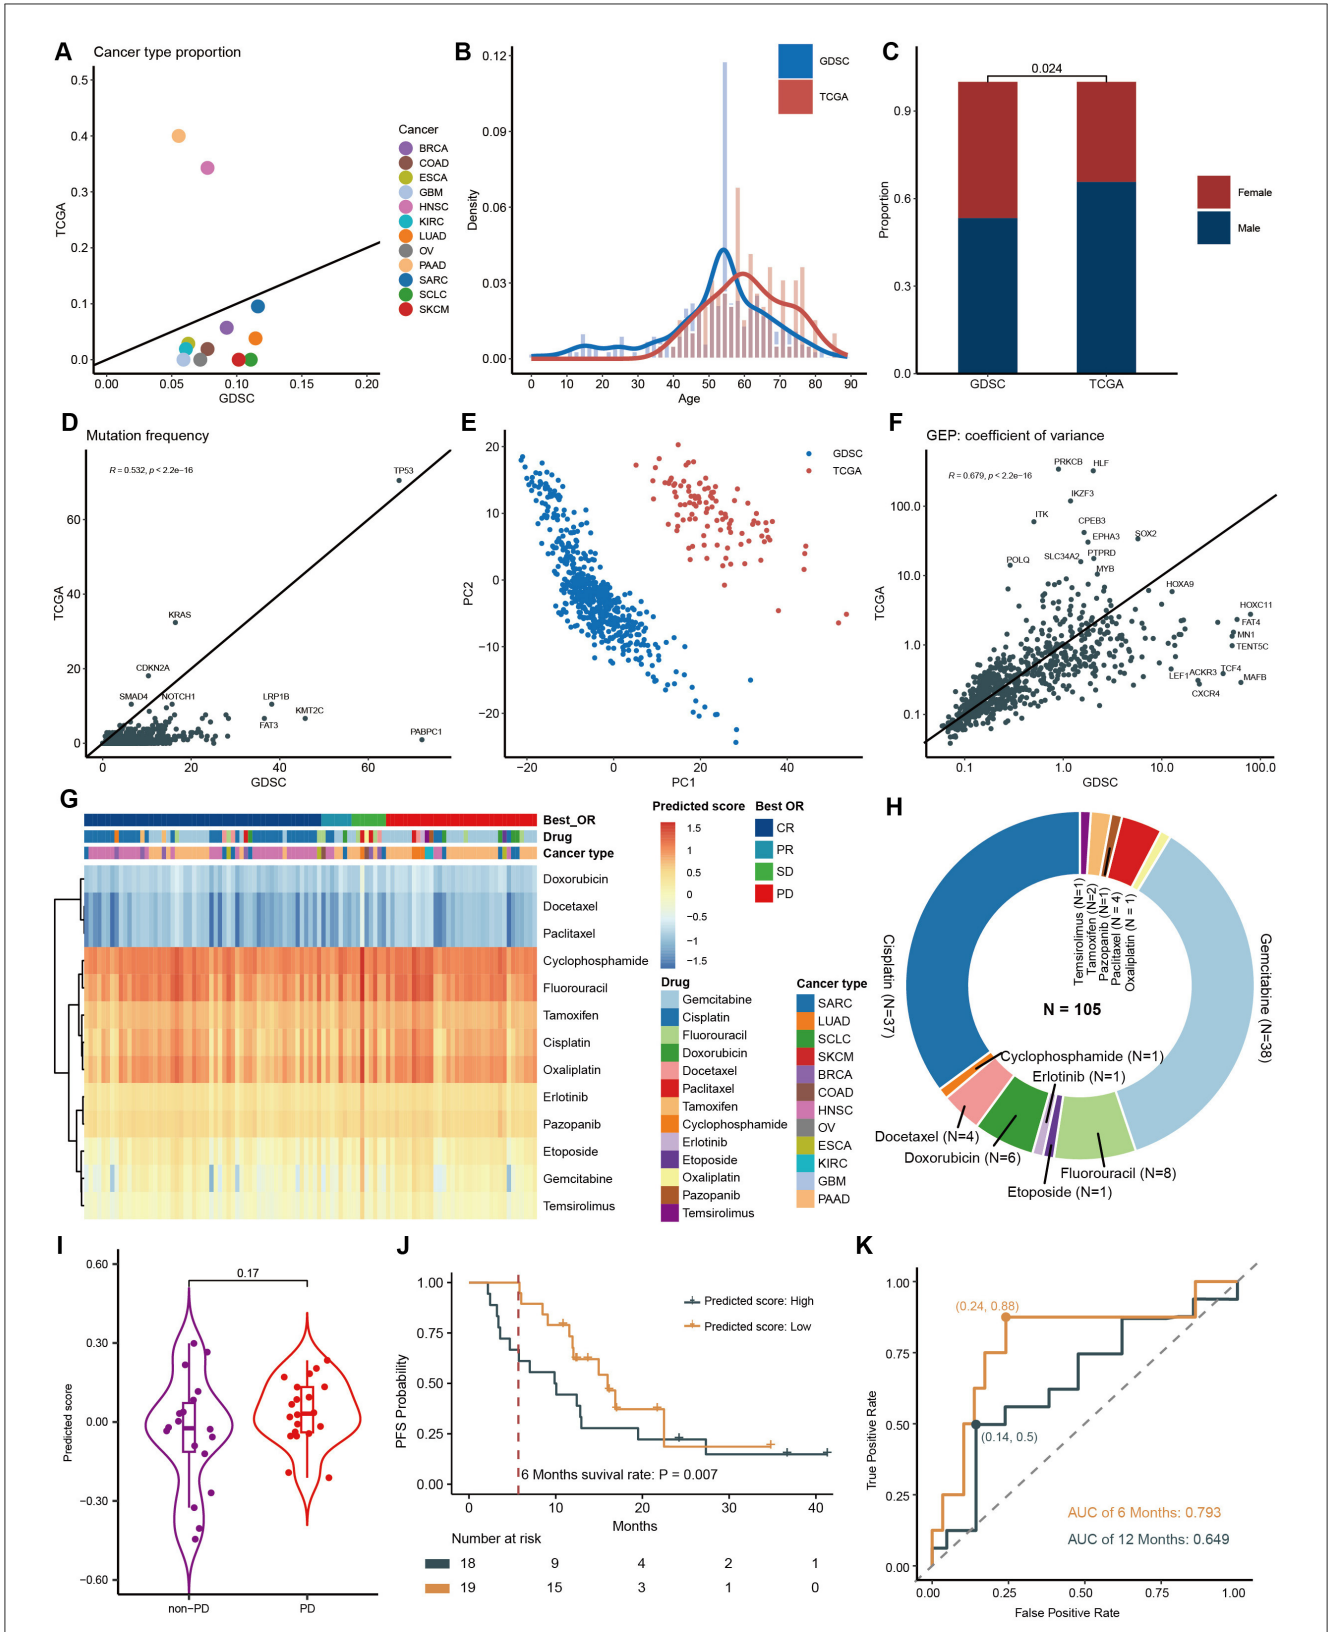 A
Cancer type proportion
TCGA
0.5
0.4
0.3
0.2
0.1
0.0
0.00
0.05
0.10
0.15
0.20
GDSC
Cancer
BRCA
COAD
ESCA
GBM
HNSC
KIRC
LUAD
OV
PAAD
SARC
SCLC
SKCM
B
Density
0.12
0.09
0.06
0.03
0.00
0
10
20
30
40
50
60
70
80
90
Age
GDSC
TCGA
C
Proportion
0.9
0.6
0.3
0.0
0.024
GDSC
TCGA
Female
Male
D
Mutation frequency
R = 0.532, p < 2.2e−16
TCGA
60
40
20
0
TP53
KRAS
CDKN2A
SMAD4
NOTCH1
LRP1B
KMT2C
FAT3
PABPC1
0
20
40
60
GDSC
E
PC2
20
10
0
−10
−20
−20
0
20
40
PC1
GDSC
TCGA
F
GEP: coefficient of variance
R = 0.679, p < 2.2e−16
TCGA
100.0
10.0
1.0
0.1
PRKCB
HLF
IKZF3
ITK
CPEB3
EPHA3
SOX2
SLC34A2
PTPRD
POLQ
MYB
HOXA9
HOXC11
FAT4
MN1
TENT5C
LEF1
ACKR3
TCF4
MAFB
CXCR4
0.1
1.0
10.0
100.0
GDSC
G
Best_OR
Drug
Cancer type
Doxorubicin
Docetaxel
Paclitaxel
Cyclophosphamide
Fluorouracil
Tamoxifen
Cisplatin
Oxaliplatin
Erlotinib
Pazopanib
Etoposide
Gemcitabine
Temsirolimus
Predicted score
1.5
1
0.5
0
−0.5
−1
−1.5
Best OR
CR
PR
SD
PD
Drug
Gemcitabine
Cisplatin
Fluorouracil
Doxorubicin
Docetaxel
Paclitaxel
Tamoxifen
Cyclophosphamide
Erlotinib
Etoposide
Oxaliplatin
Pazopanib
Temsirolimus
Cancer type
SARC
LUAD
SCLC
SKCM
BRCA
COAD
HNSC
OV
ESCA
KIRC
GBM
PAAD
H
Temsirolimus (N=1)
Tamoxifen (N=2)
Pazopanib (N=1)
Paclitaxel (N = 4)
Oxaliplatin (N = 1)
Cisplatin (N=37)
Gemcitabine (N=38)
N = 105
Cyclophosphamide (N=1)
Erlotinib (N=1)
Docetaxel (N=4)
Doxorubicin (N=6)
Fluorouracil (N=8)
Etoposide (N=1)
I
Predicted score
0.60
0.30
0.00
−0.30
−0.60
0.17
non−PD
PD
J
PFS Probability
1.00
0.75
0.50
0.25
0.00
Predicted score: High
Predicted score: Low
6 Months suvival rate: P = 0.007
0
10
20
30
40
Months
Number at risk
18 9 4 2 1
19 15 3 1 0
K
True Positive Rate
1.00
0.75
0.50
0.25
0.00
(0.24, 0.88)
(0.14, 0.5)
AUC of 6 Months: 0.793
AUC of 12 Months: 0.649
0.00
0.25
0.50
0.75
1.00
False Positive Rate